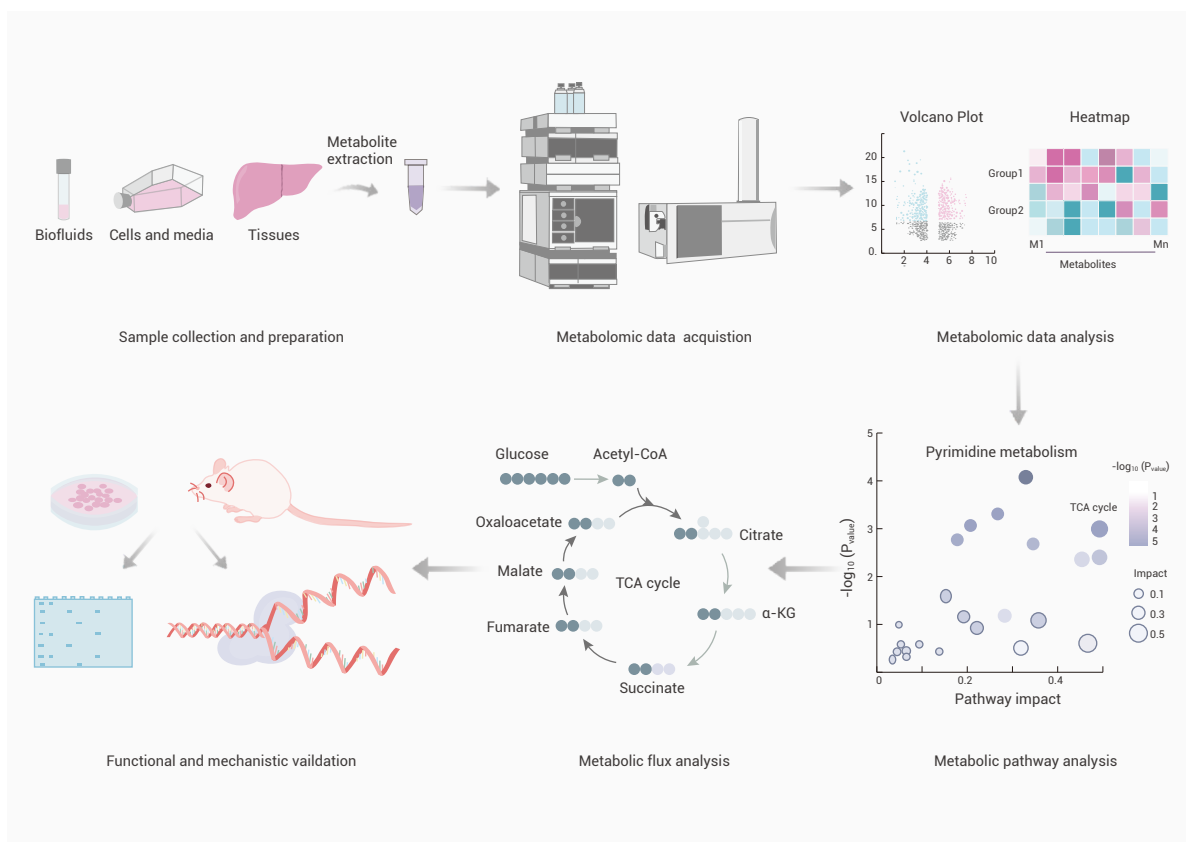 Metabolite
extraction
Biofluids
Cells and media
Tissues
Sample collection and preparation
Metabolomic data acquistion
Volcano Plot
20
15
10
5
0.
2
4
6
8
10
Heatmap
Group1
Group2
M1
Mn
Metabolites
Metabolomic data analysis
5
4
3
2
1
0
0.2
0.4
-log₁₀ (Pvalue)
Pathway impact
Pyrimidine metabolism
TCA cycle
-log₁₀ (Pvalue)
1
2
3
4
5
Impact
0.1
0.3
0.5
Metabolic pathway analysis
Glucose
Acetyl-CoA
Oxaloacetate
Citrate
Malate
TCA cycle
α-KG
Fumarate
Succinate
Metabolic flux analysis
Functional and mechanistic vaildation